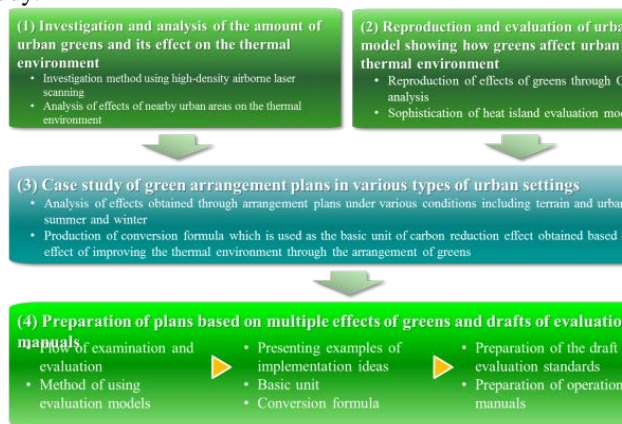 (1) Investigation and analysis of the amount of
urban greens and its effect on the thermal
environment
• Investigation method using high-density airborne laser
scanning
• Analysis of effects of nearby urban areas on the thermal
environment
(2) Reproduction and evaluation of urba
model showing how greens affect urban
thermal environment
• Reproduction of effects of greens through C
analysis
• Sophistication of heat island evaluation mod
(3) Case study of green arrangement plans in various types of urban settings
• Analysis of effects obtained through arrangement plans under various conditions including terrain and urban
summer and winter
• Production of conversion formula which is used as the basic unit of carbon reduction effect obtained based
effect of improving the thermal environment through the arrangement of greens
(4) Preparation of plans based on multiple effects of greens and drafts of evaluatio
manuals
• Flow of examination and
evaluation
• Method of using
evaluation models
• Presenting examples of
implementation ideas
• Basic unit
• Conversion formula
• Preparation of the draft
evaluation standards
• Preparation of operation
manuals